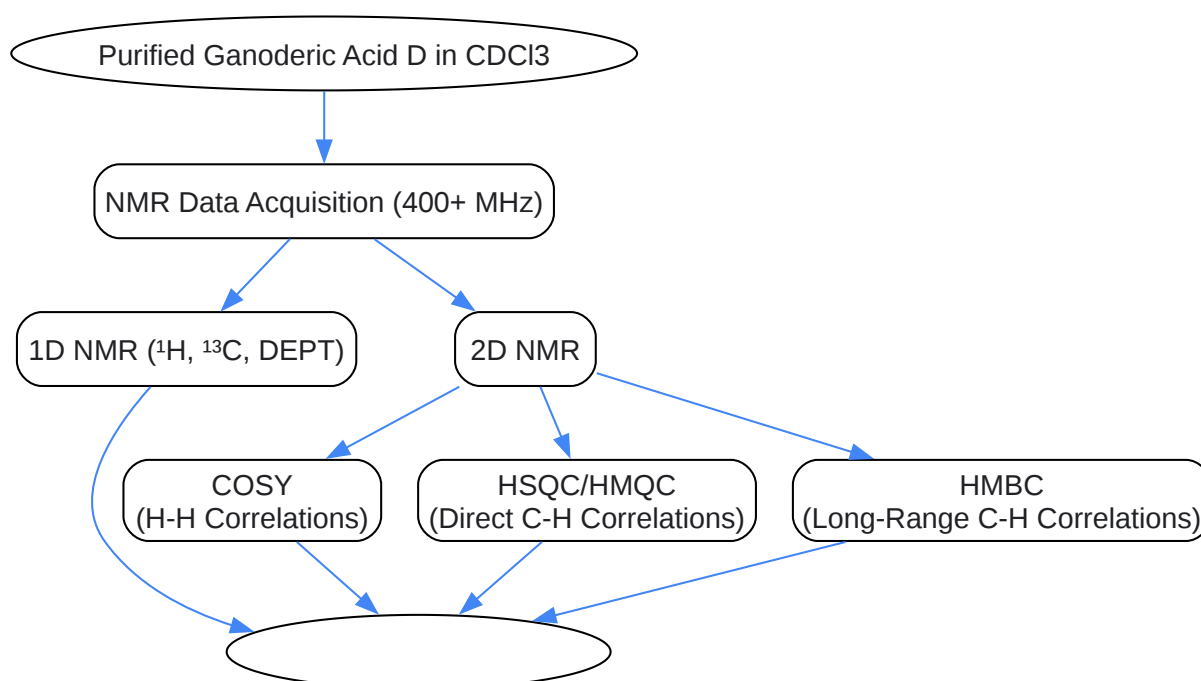 Purified Ganoderic Acid D in CDCl3
NMR Data Acquisition (400+ MHz)
1D NMR (¹H, ¹³C, DEPT)
2D NMR
COSY
(H-H Correlations)
HSQC/HMQC
(Direct C-H Correlations)
HMBC
(Long-Range C-H Correlations)